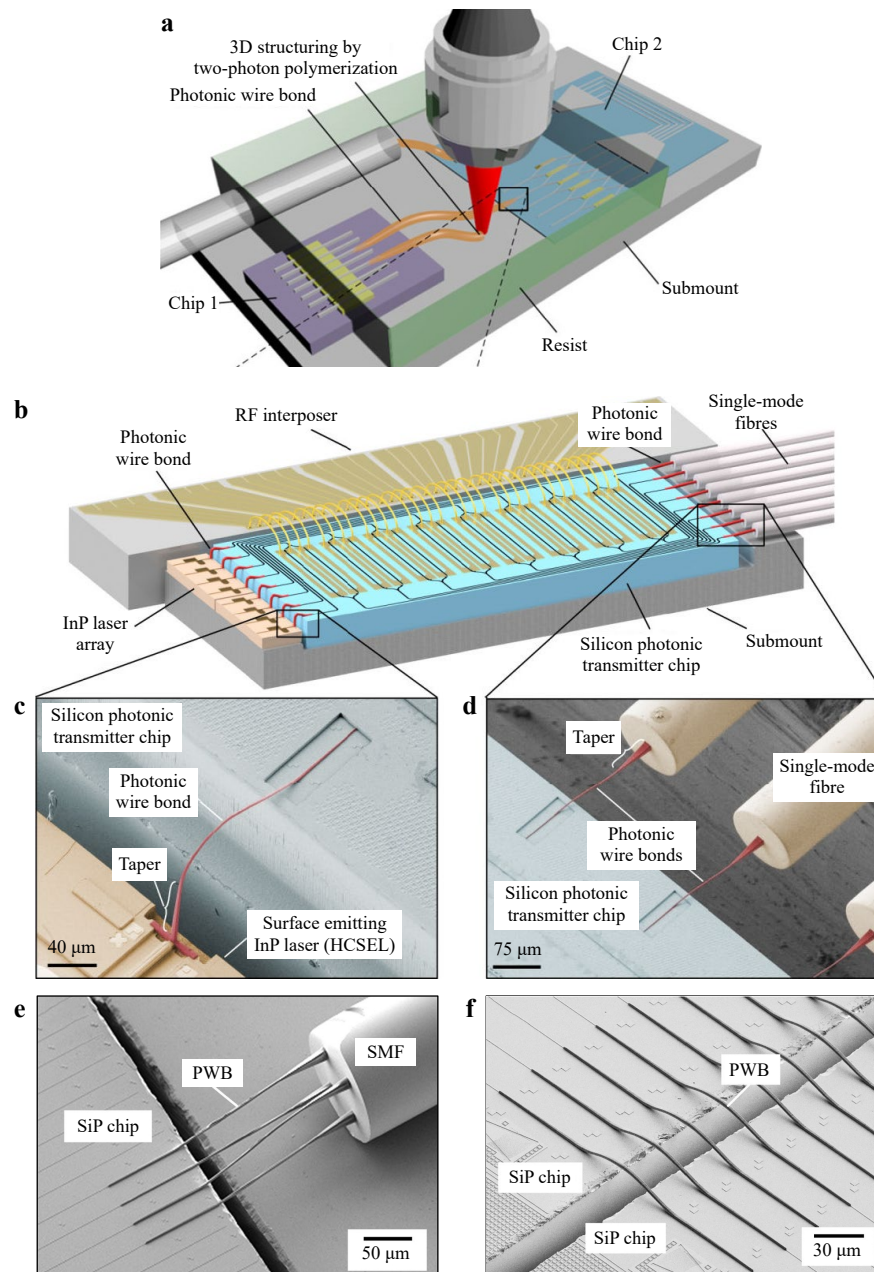 a
3D structuring by
two-photon polymerization
Photonic wire bond
Chip 2
Chip 1
Submount
Resist
b
RF interposer
Photonic
wire bond
Photonic
wire bond
Single-mode
fibres
InP laser
array
Silicon photonic
transmitter chip
Submount
c
Silicon photonic
transmitter chip
Photonic
wire bond
Taper
Surface emitting
InP laser (HCSEL)
40 μm
d
Taper
Single-mode
fibre
Photonic
wire bonds
Silicon photonic
transmitter chip
75 μm
e
SMF
PWB
SiP chip
50 μm
f
PWB
SiP chip
SiP chip
30 μm